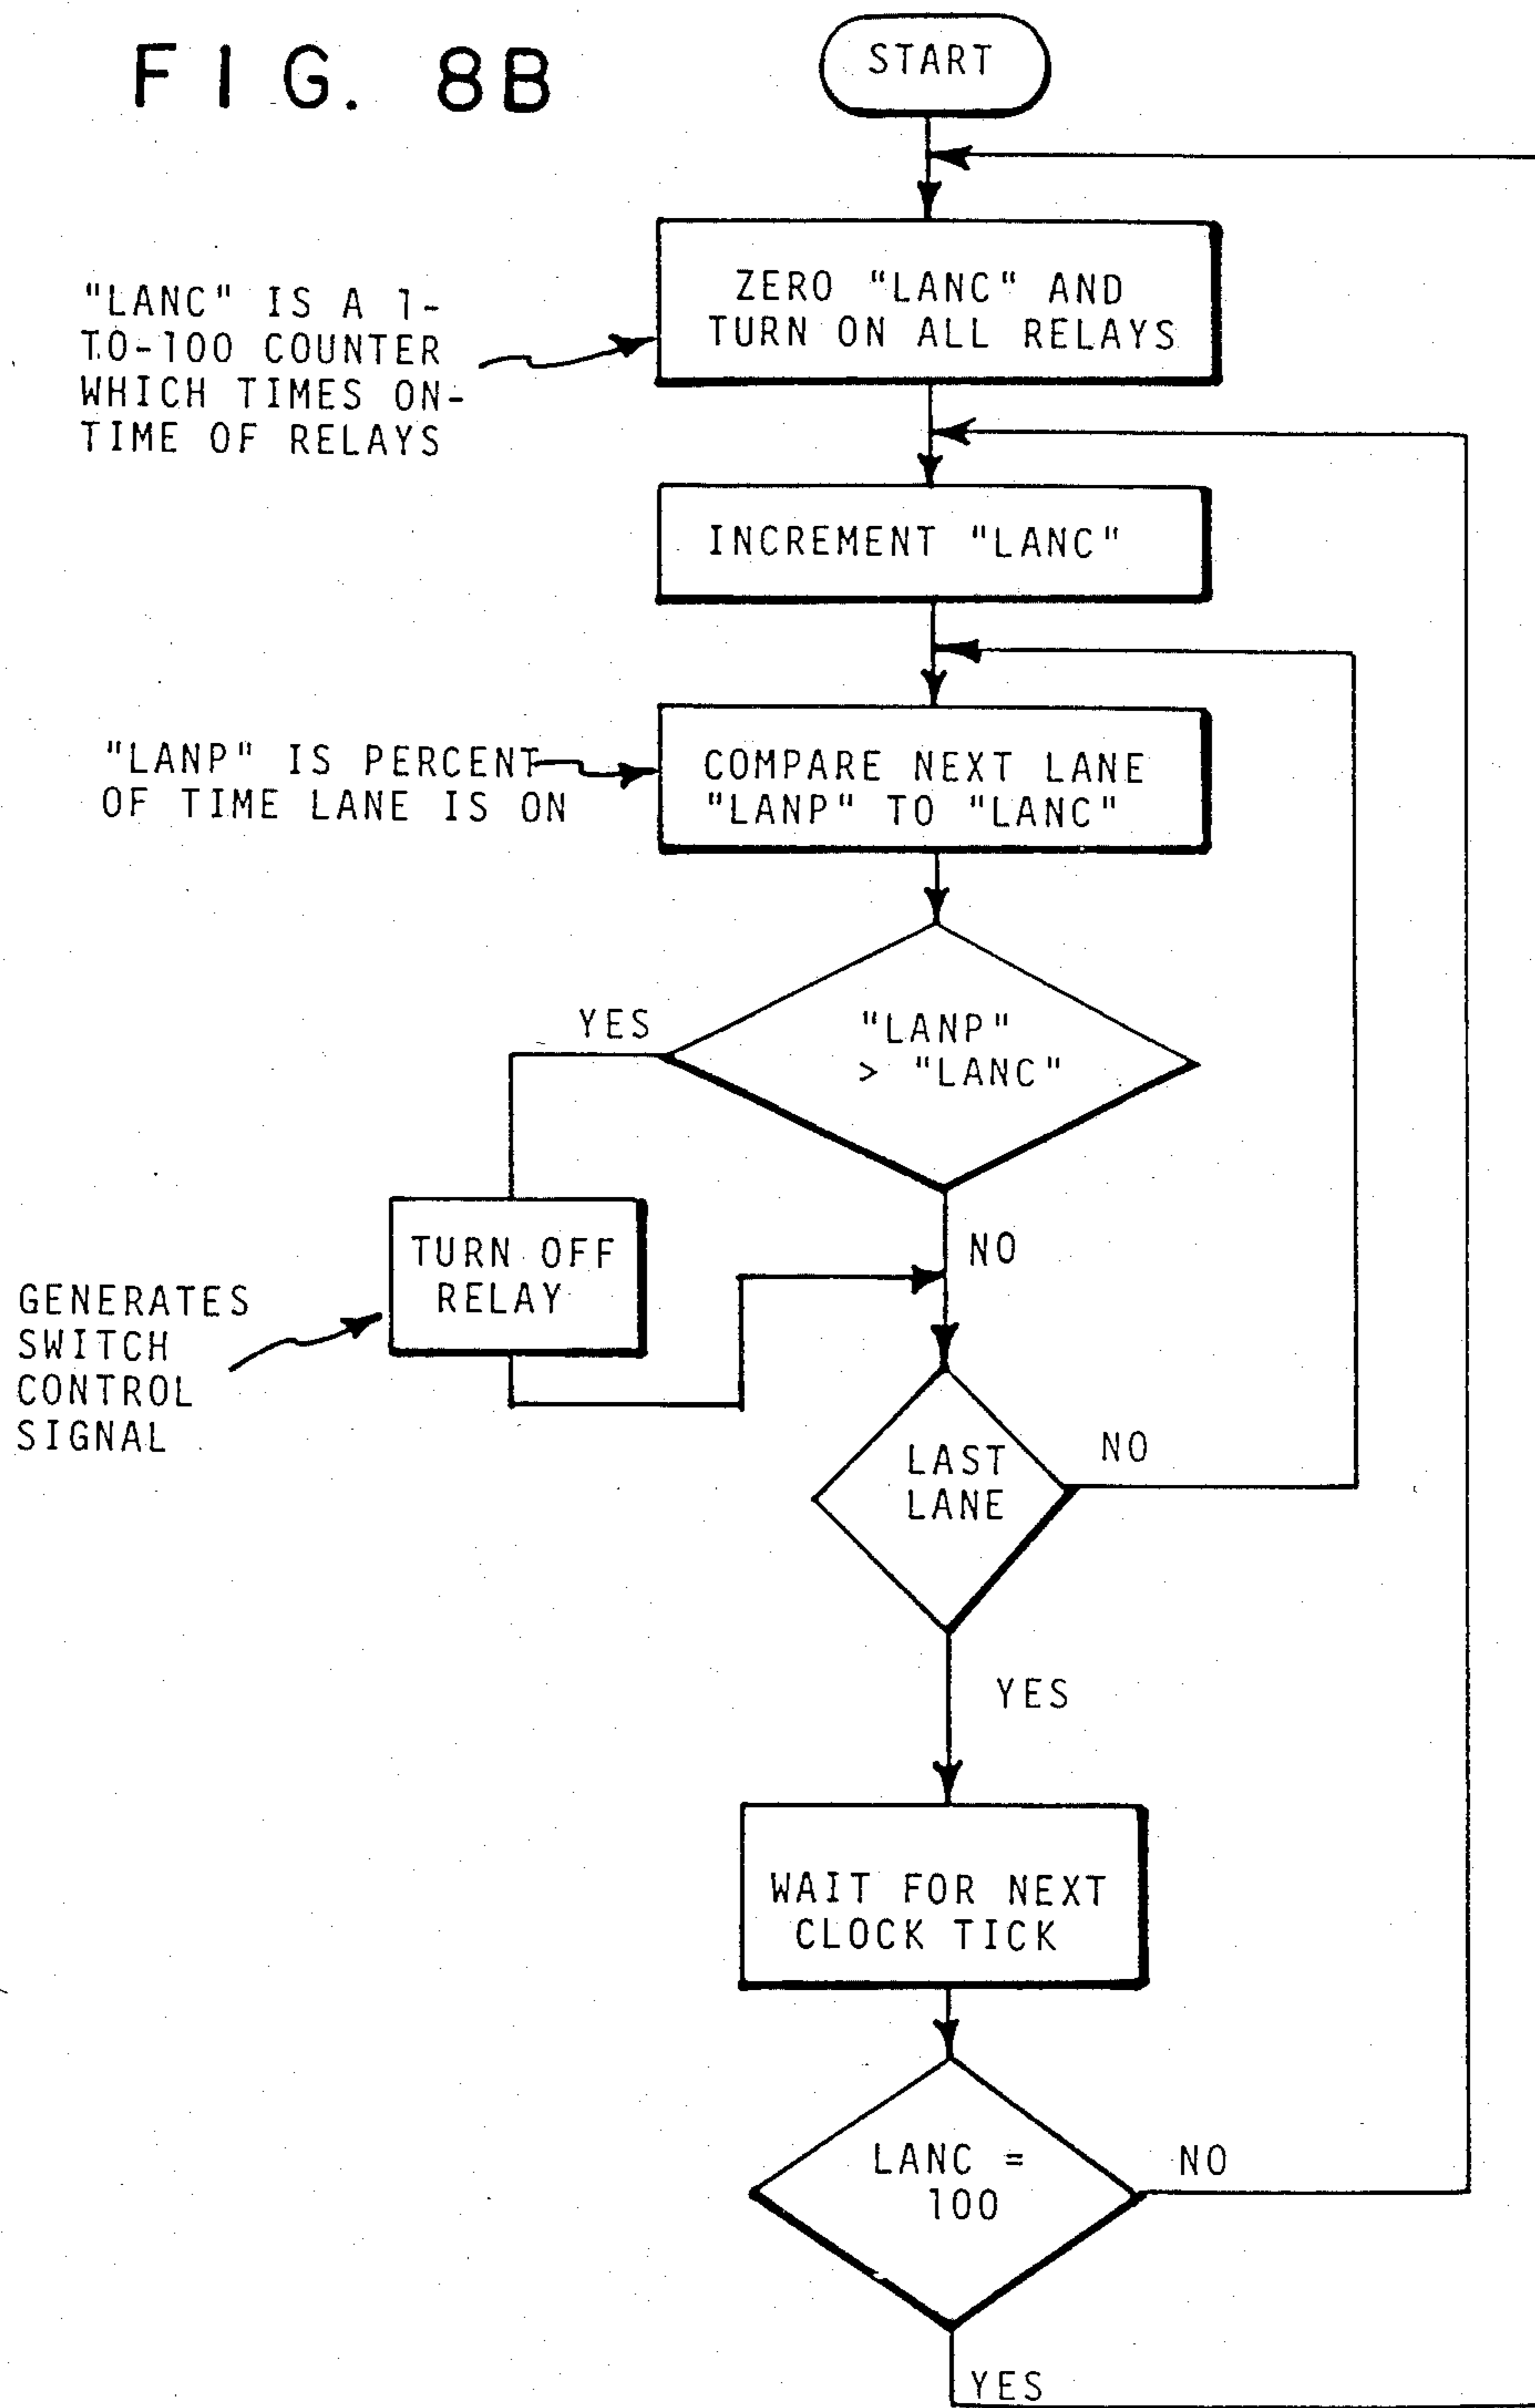 FIG. 8B
START
"LANC" IS A 1-
TO-100 COUNTER
WHICH TIMES ON-
TIME OF RELAYS
ZERO "LANC" AND
TURN ON ALL RELAYS
INCREMENT "LANC"
"LANP" IS PERCENT
OF TIME LANE IS ON
COMPARE NEXT LANE
"LANP" TO "LANC"
YES
"LANP"
> "LANC"
TURN OFF
RELAY
NO
GENERATES
SWITCH
CONTROL
SIGNAL
LAST
LANE
NO
YES
WAIT FOR NEXT
CLOCK TICK
LANC =
100
NO
YES